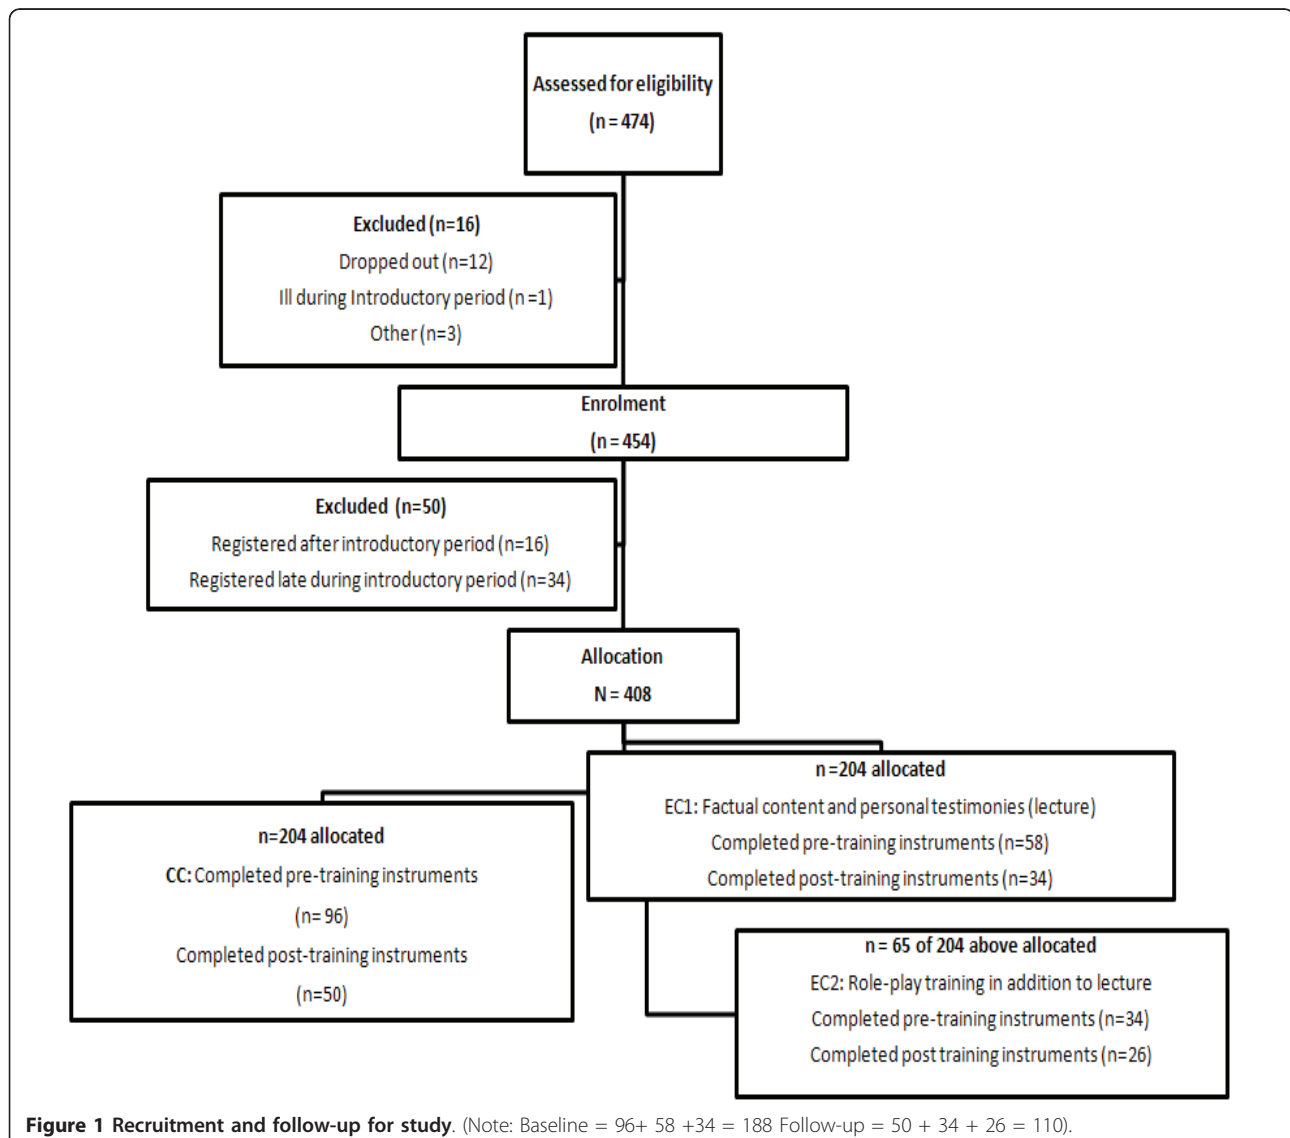 Assessed for eligibility
(n = 474)
Excluded (n=16)
Dropped out (n=12)
Ill during Introductory period (n =1)
Other (n=3)
Enrolment
(n = 454)
Excluded (n=50)
Registered after introductory period (n=16)
Registered late during introductory period (n=34)
Allocation
N = 408
n =204 allocated
EC1: Factual content and personal testimonies (lecture)
Completed pre-training instruments (n=58)
Completed post-training instruments (n=34)
n=204 allocated
CC: Completed pre-training instruments
(n= 96)
Completed post-training instruments
(n=50)
n = 65 of 204 above allocated
EC2: Role-play training in addition to lecture
Completed pre-training instruments (n=34)
Completed post training instruments (n=26)
Figure 1 Recruitment and follow-up for study. (Note: Baseline = 96+ 58 +34 = 188 Follow-up = 50 + 34 + 26 = 110).